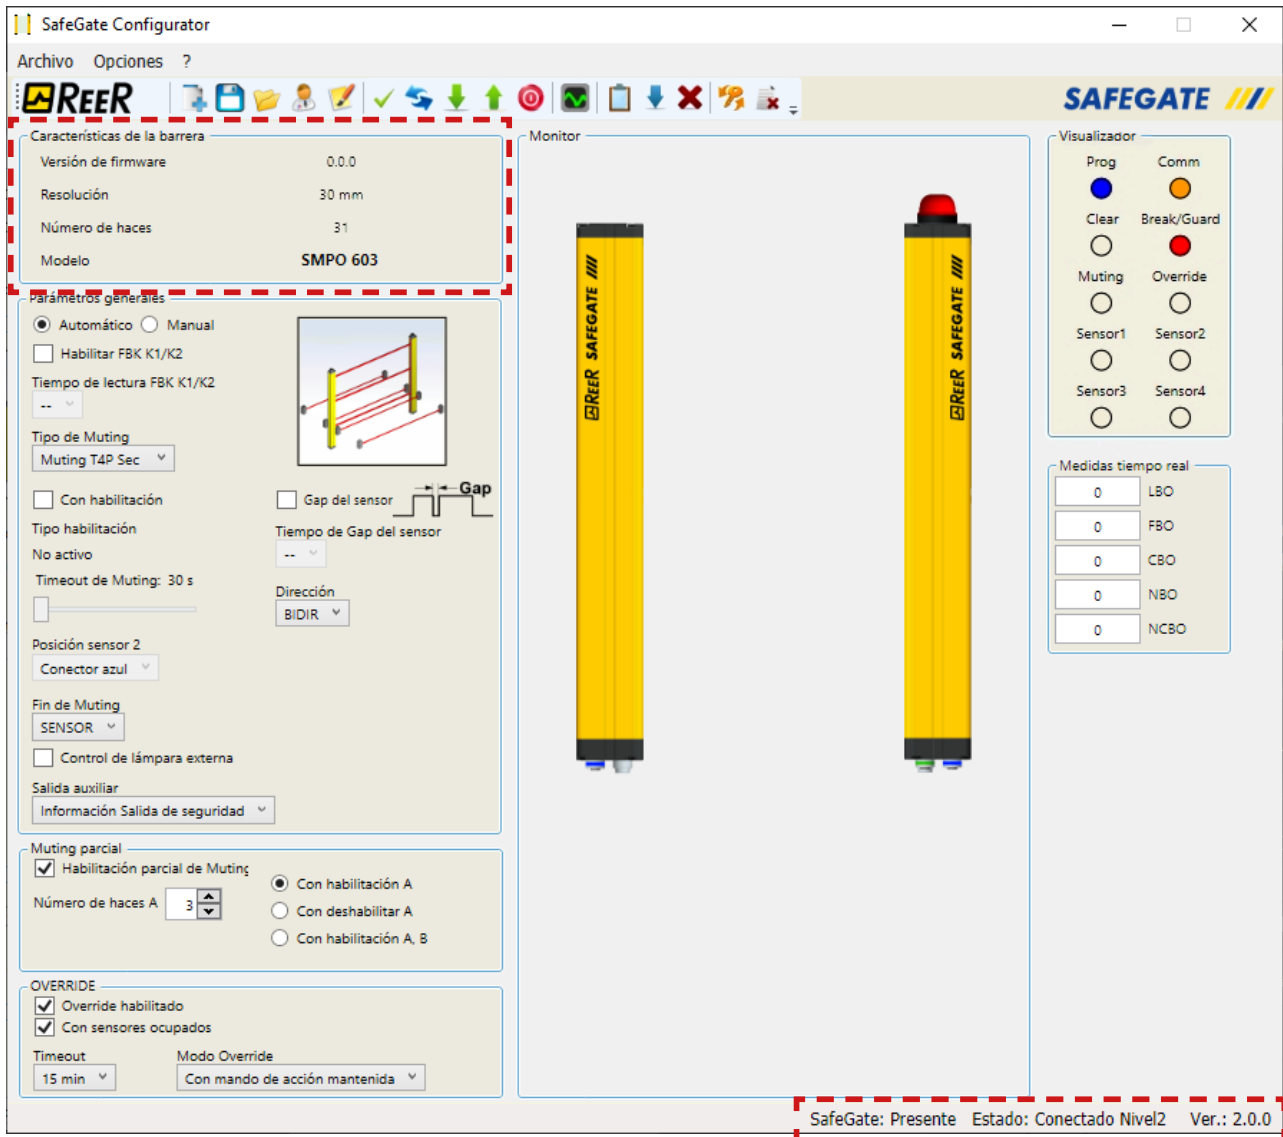 SafeGate Configurator
Archivo Opciones ?
REER
SAFEGATE
Características de la barrera
Versión de firmware 0.0.0
Resolución 30 mm
Número de haces 31
Modelo SMPO 603
Parámetros generales
Automático Manual
Habilitar FBK K1/K2
Tiempo de lectura FBK K1/K2
--
Tipo de Muting
Muting T4P Sec
Con habilitación
Gap del sensor
Gap
Tipo habilitación
No activo
Tiempo de Gap del sensor
--
Timeout de Muting: 30 s
Dirección
BIDIR
Posición sensor 2
Conector azul
Fin de Muting
SENSOR
Control de lámpara externa
Salida auxiliar
Información Salida de seguridad
Muting parcial
Habilitación parcial de Muting
Número de haces A 3
Con habilitación A
Con deshabilitar A
Con habilitación A, B
OVERRIDE
Override habilitado
Con sensores ocupados
Timeout
15 min
Modo Override
Con mando de acción mantenida
Monitor
REER SAFEGATE
REER SAFEGATE
Visualizador
Prog Comm
Clear Break/Guard
Muting Override
Sensor1 Sensor2
Sensor3 Sensor4
Medidas tiempo real
0 LBO
0 FBO
0 CBO
0 NBO
0 NCBO
SafeGate: Presente Estado: Conectado Nivel2 Ver.: 2.0.0